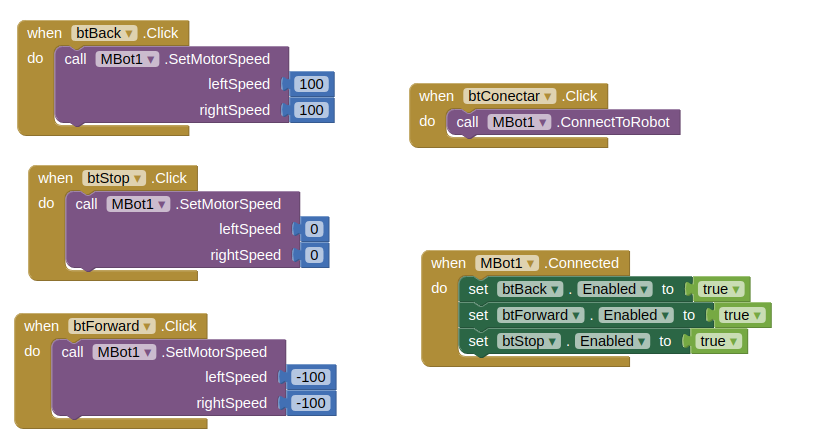 when btBack .Click
do call MBot1 .SetMotorSpeed
leftSpeed 100
rightSpeed 100
when btStop .Click
do call MBot1 .SetMotorSpeed
leftSpeed 0
rightSpeed 0
when btForward .Click
do call MBot1 .SetMotorSpeed
leftSpeed -100
rightSpeed -100
when btConectar .Click
do call MBot1 .ConnectToRobot
when MBot1 .Connected
do set btBack . Enabled to true
set btForward . Enabled to true
set btStop . Enabled to true